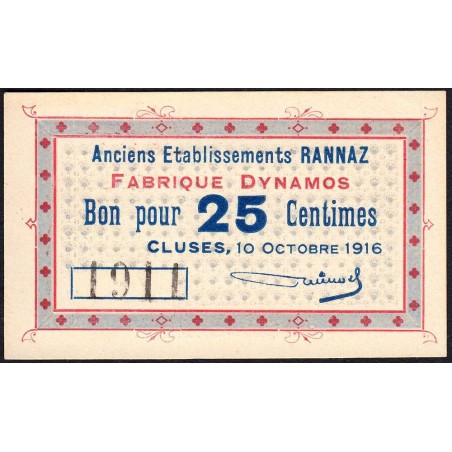 Anciens Etablissements RANNAZ
FABRIQUE DYNAMOS
Bon pour 25 Centimes
CLUSES, 10 OCTOBRE 1916
1911